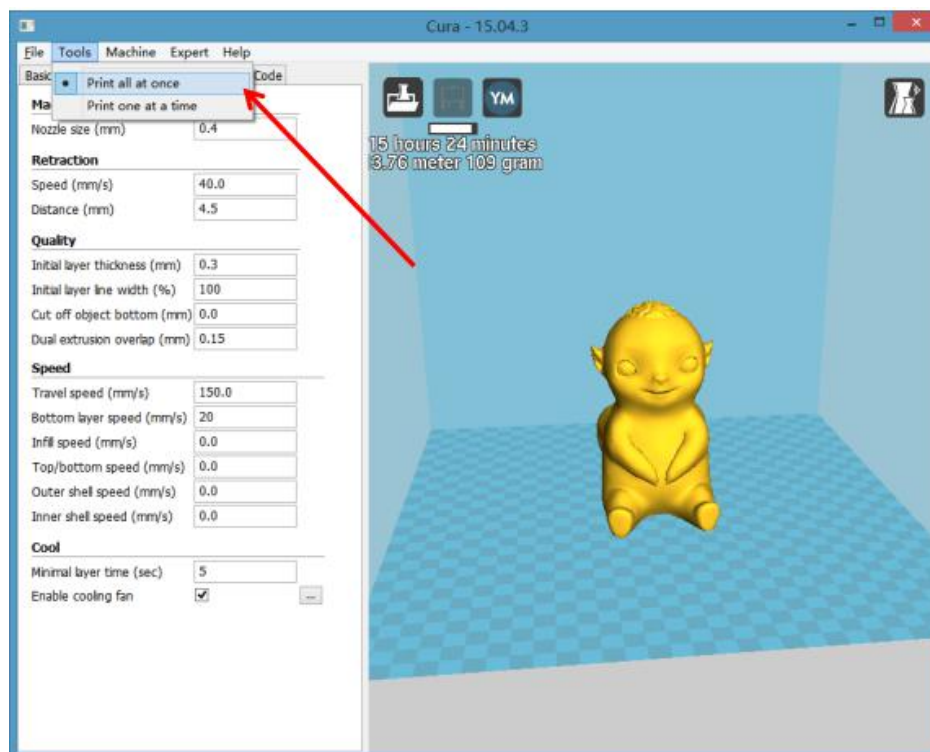 Cura - 15.04.3
File Tools Machine Expert Help
Basic Code
Print all at once
Print one at a time
Ma
Nozzle size (mm) 0.4
Retraction
Speed (mm/s) 40.0
Distance (mm) 4.5
Quality
Initial layer thickness (mm) 0.3
Initial layer line width (%) 100
Cut off object bottom (mm) 0.0
Dual extrusion overlap (mm) 0.15
Speed
Travel speed (mm/s) 150.0
Bottom layer speed (mm/s) 20
Infill speed (mm/s) 0.0
Top/bottom speed (mm/s) 0.0
Outer shell speed (mm/s) 0.0
Inner shell speed (mm/s) 0.0
Cool
Minimal layer time (sec) 5
Enable cooling fan ...
YM
15 hours 24 minutes
3.76 meter 109 gram